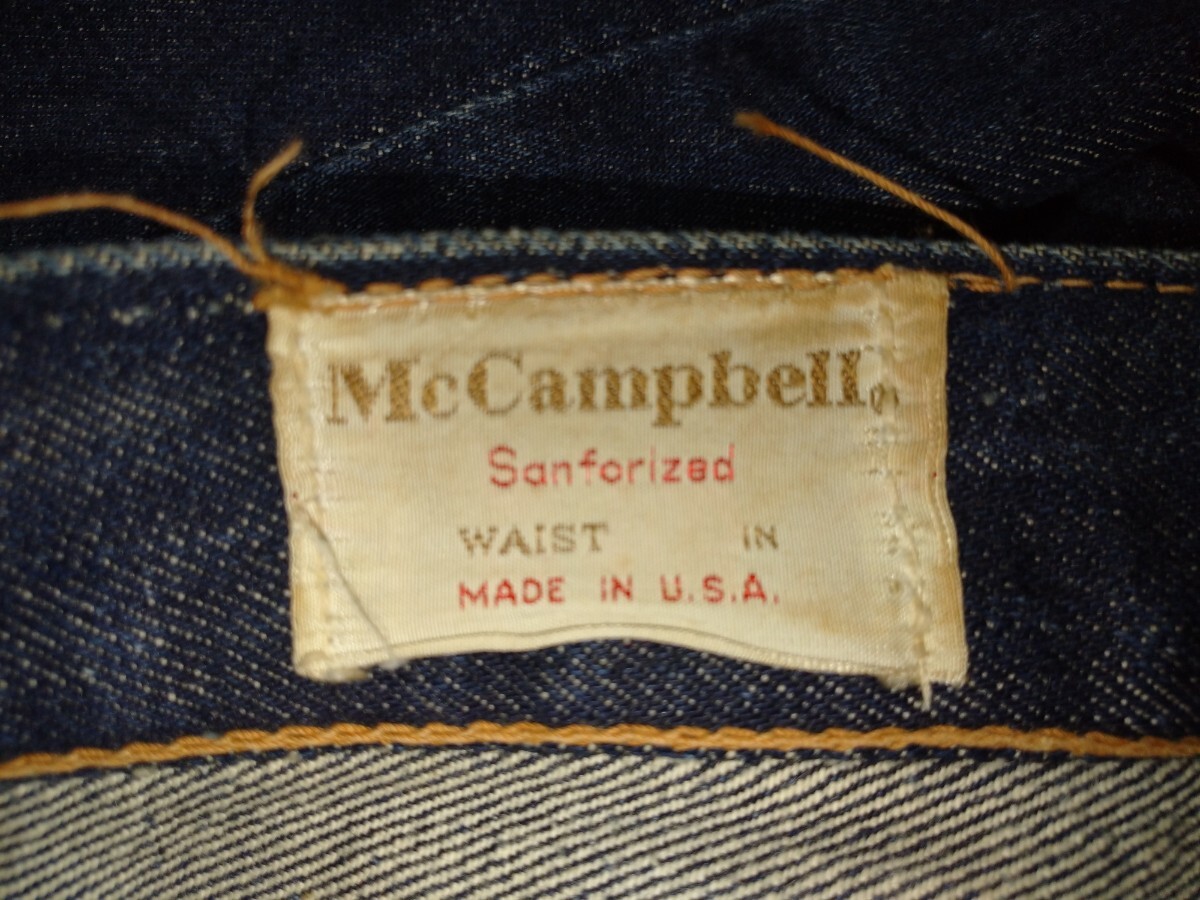 McCampbell
Sanforized
WAIST IN
MADE IN U.S.A.